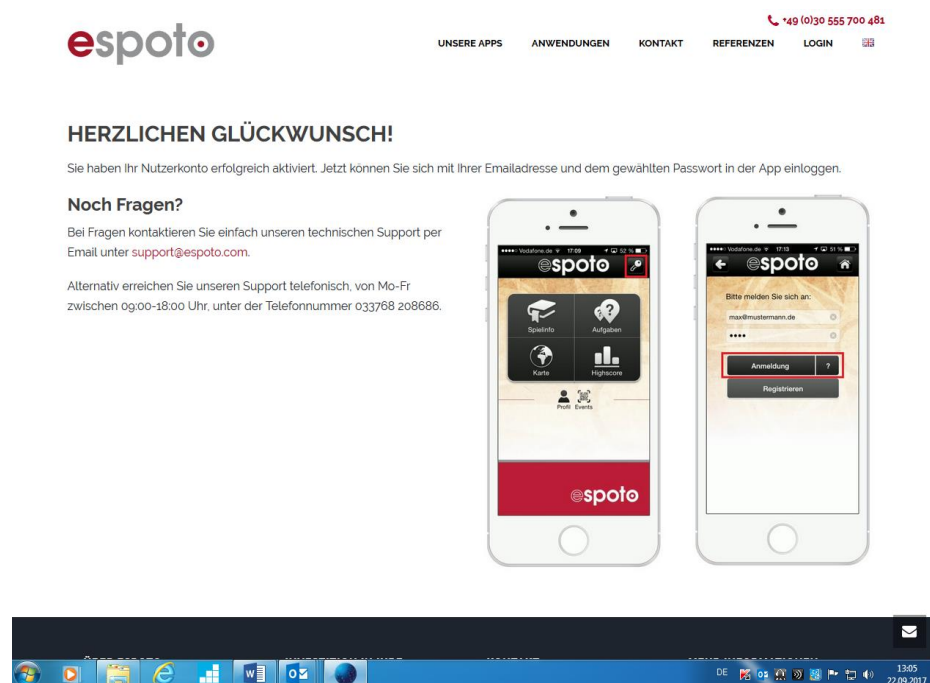 +49 (0)30 555 700 481
espoto
UNSERE APPS ANWENDUNGEN KONTAKT REFERENZEN LOGIN
HERZLICHEN GLÜCKWUNSCH!
Sie haben Ihr Nutzerkonto erfolgreich aktiviert. Jetzt können Sie sich mit Ihrer Emailadresse und dem gewählten Passwort in der App einloggen.
Noch Fragen?
Bei Fragen kontaktieren Sie einfach unseren technischen Support per
Email unter support@espoto.com.
Alternativ erreichen Sie unseren Support telefonisch, von Mo-Fr
zwischen 09:00-18:00 Uhr, unter der Telefonnummer 033768 208686.
Vodafone.de 17:09 52 %
espoto
Spielinfo Aufgaben
Karte Highscore
Profil Events
espoto
Vodafone.de 17:13 51 %
espoto
Bitte melden Sie sich an:
max@mustermann.de
••••
Anmeldung ?
Registrieren
DE 13:05
22.09.2017